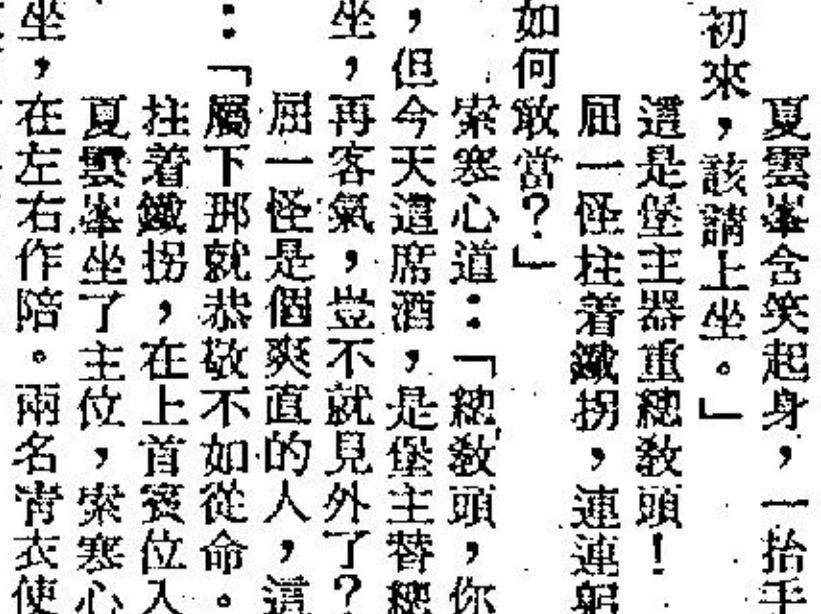 夏雲峯含笑起身，一抬手
初來，該請上坐。」
還是堡主器重總敎頭！
屈一怪拄着鐵拐，連連躬
如何敢當？」
索寒心道：「總敎頭，你
，但今天這席酒，是堡主替總
坐，再客氣，豈不就見外了？
屈一怪是個爽直的人，這
：「屬下那就恭敬不如從命。
拄着鐵拐，在上首賓位入
夏雲峯坐了主位，索寒心
坐，在左右作陪。兩名青衣使